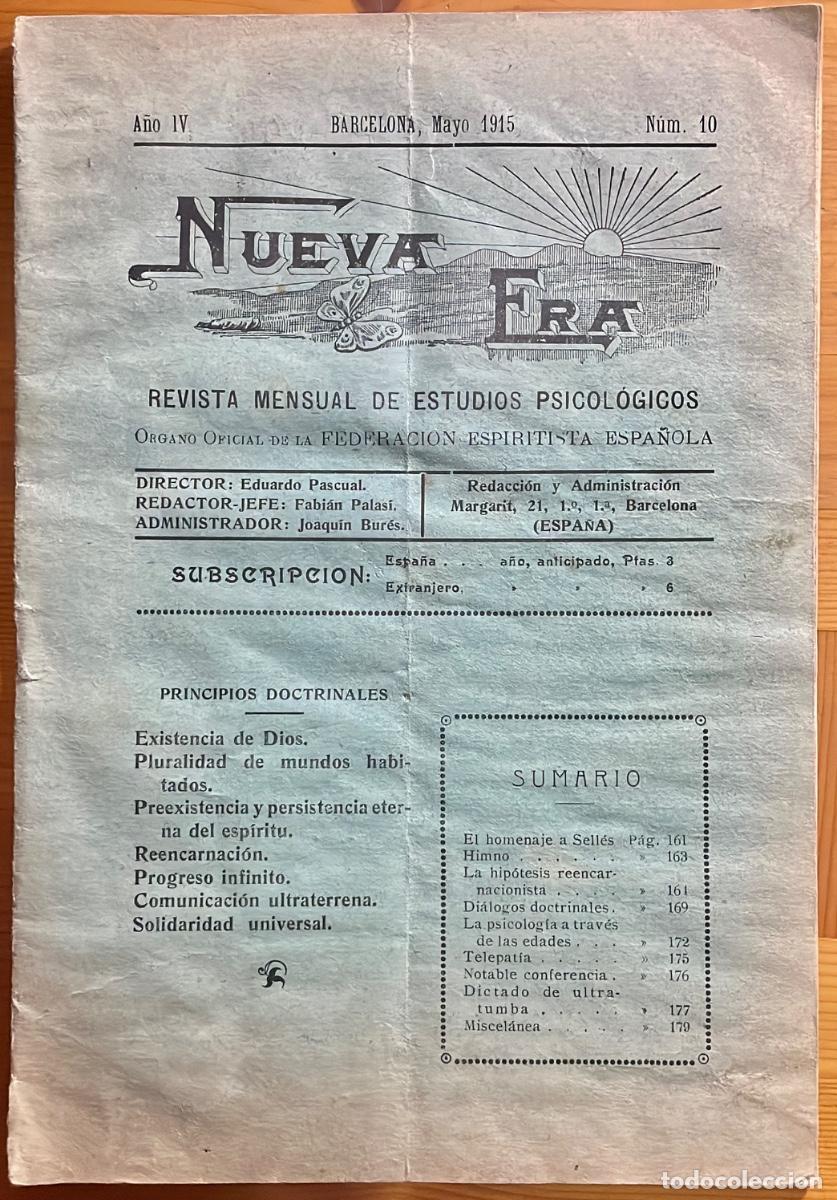 Año IV BARCELONA, Mayo 1915 Núm. 10
NUEVA
ERA
REVISTA MENSUAL DE ESTUDIOS PSICOLÓGICOS
ORGANO OFICIAL DE LA FEDERACION ESPIRITISTA ESPAÑOLA
DIRECTOR: Eduardo Pascual.
REDACTOR-JEFE: Fabián Palasí.
ADMINISTRADOR: Joaquín Burés.
Redacción y Administración
Margarit, 21, 1.º, 1.ª, Barcelona
(ESPAÑA)
SUBSCRIPCION:
España . . . año, anticipado, Ptas. 3
Extranjero. » » » 6
PRINCIPIOS DOCTRINALES
Existencia de Dios.
Pluralidad de mundos habi-
tados.
Preexistencia y persistencia eter-
na del espíritu.
Reencarnación.
Progreso infinito.
Comunicación ultraterrena.
Solidaridad universal.
SUMARIO
El homenaje a Sellés Pág. 161
Himno . . . . . . » 163
La hipótesis reencar-
nacionista . . . . » 161
Diálogos doctrinales. » 169
La psicología a través
de las edades . . . » 172
Telepatía . . . . . » 175
Notable conferencia . » 176
Dictado de ultra-
tumba . . . . . » 177
Miscelánea . . . . . » 179
todocoleccion